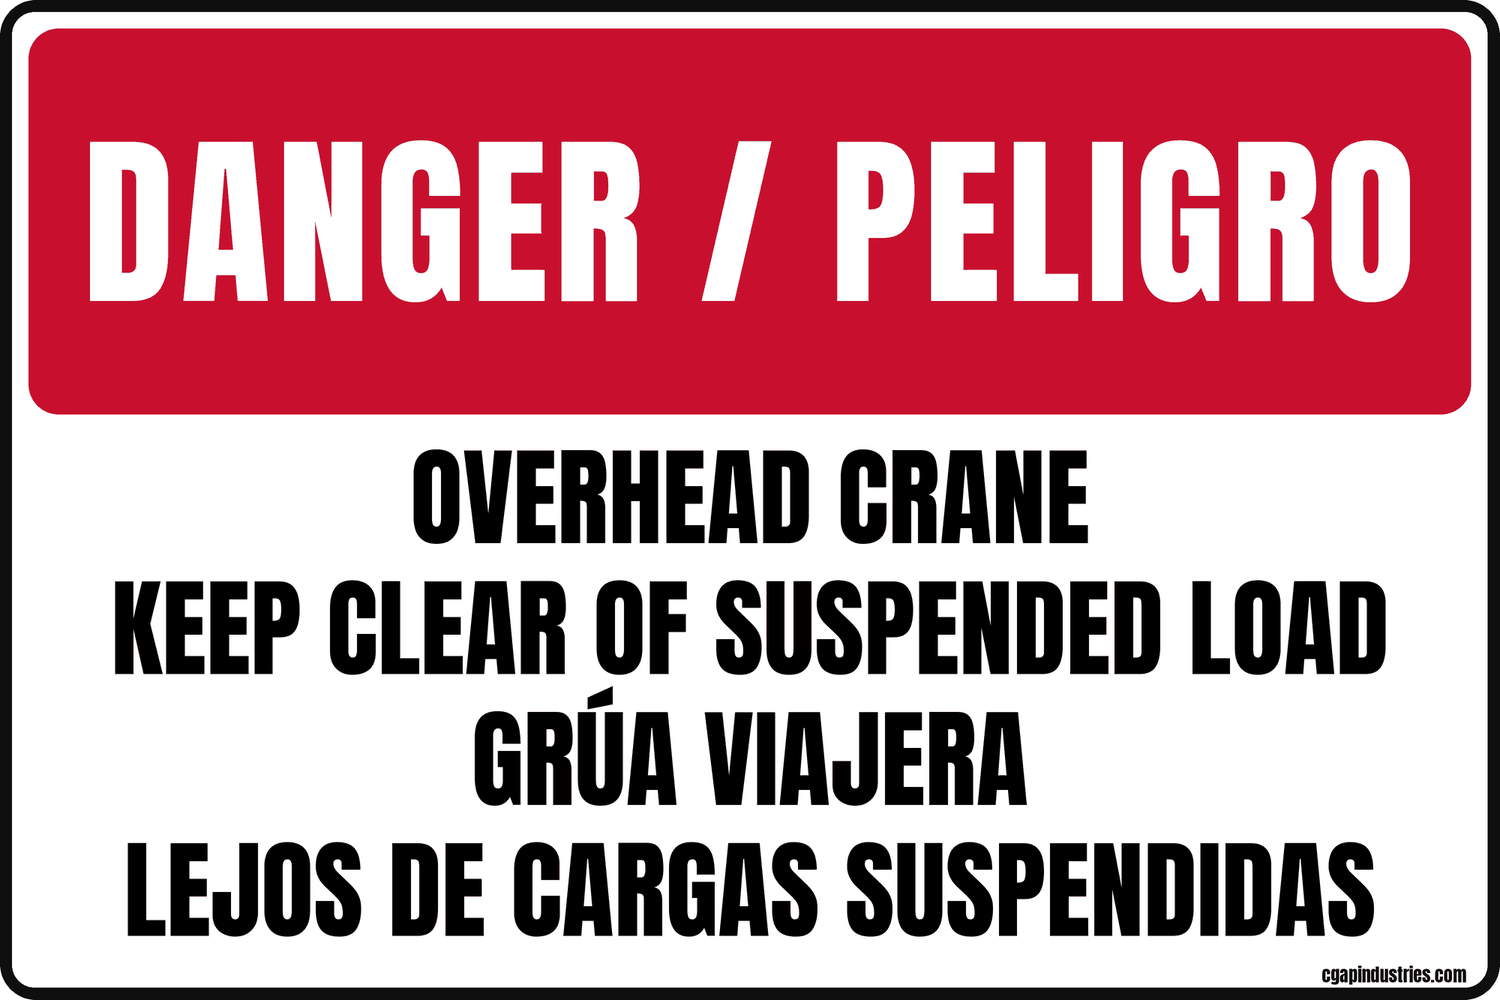 DANGER / PELIGRO
OVERHEAD CRANE
KEEP CLEAR OF SUSPENDED LOAD
GRÚA VIAJERA
LEJOS DE CARGAS SUSPENDIDAS
cgapindustries.com